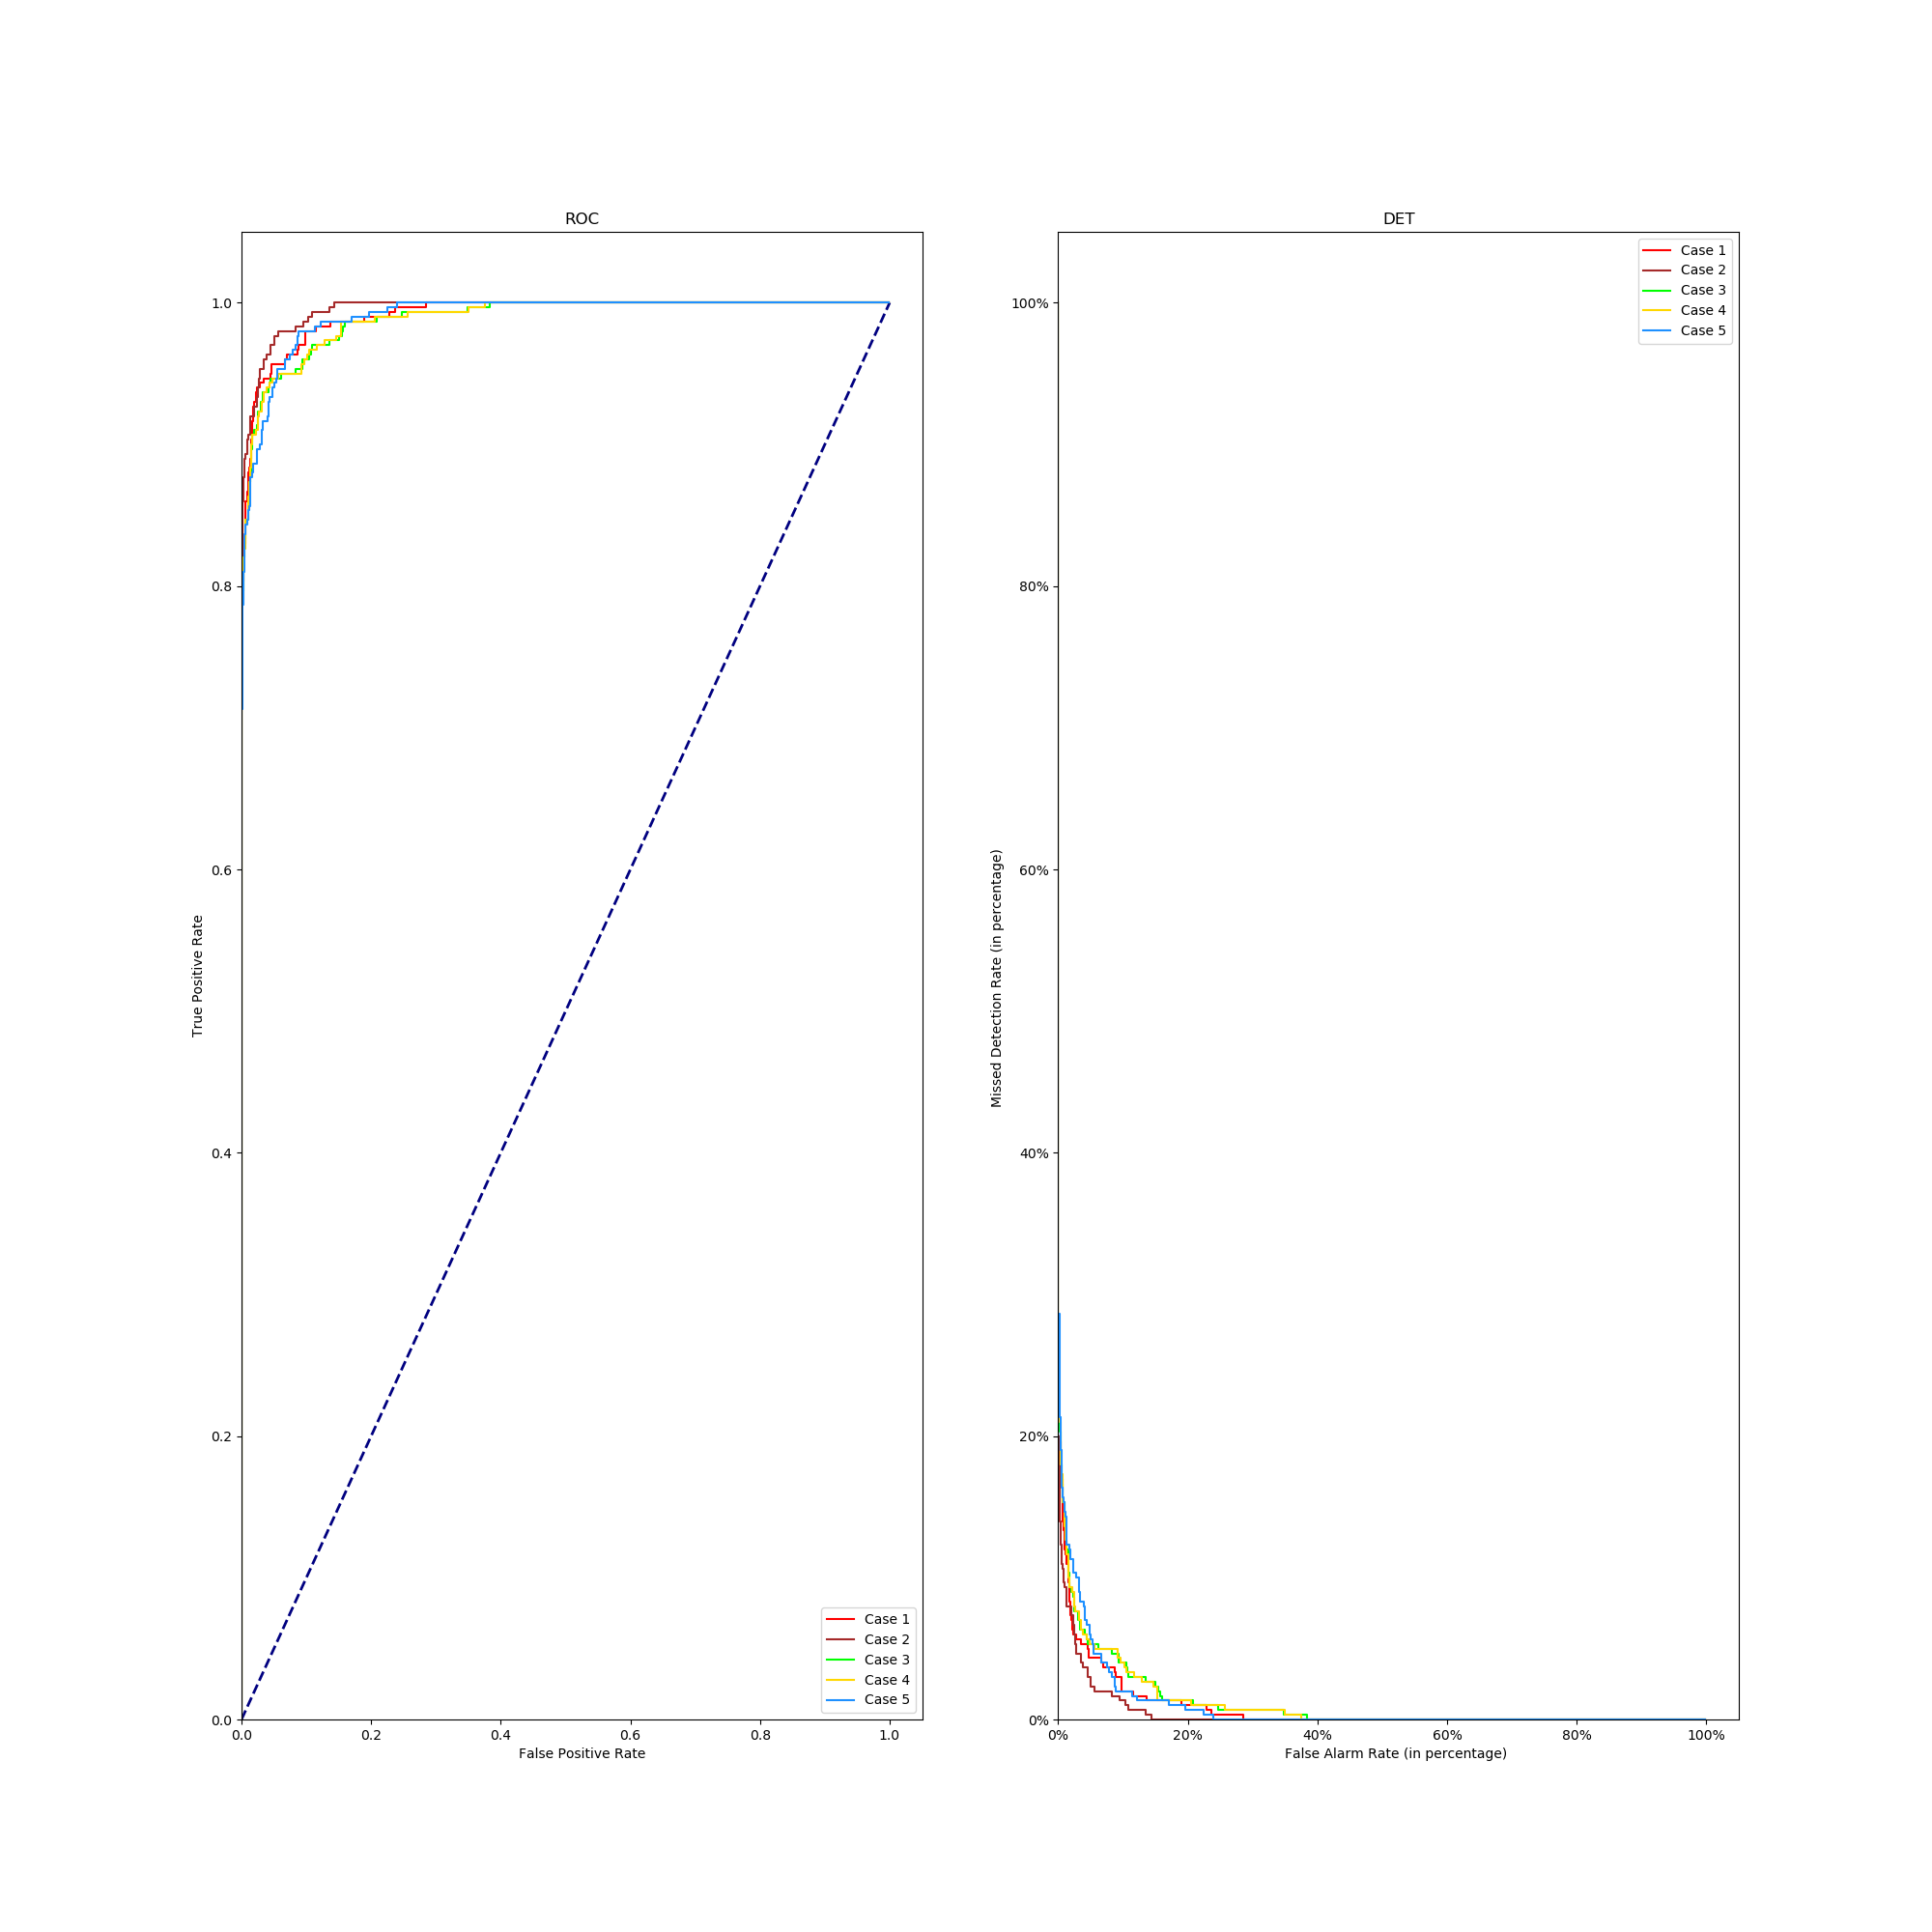 ROC
1.0
0.8
0.6
0.4
0.2
0.0
True Positive Rate
0.0 0.2 0.4 0.6 0.8 1.0
False Positive Rate
Case 1
Case 2
Case 3
Case 4
Case 5
DET
100%
80%
60%
40%
20%
0%
Missed Detection Rate (in percentage)
0% 20% 40% 60% 80% 100%
False Alarm Rate (in percentage)
Case 1
Case 2
Case 3
Case 4
Case 5